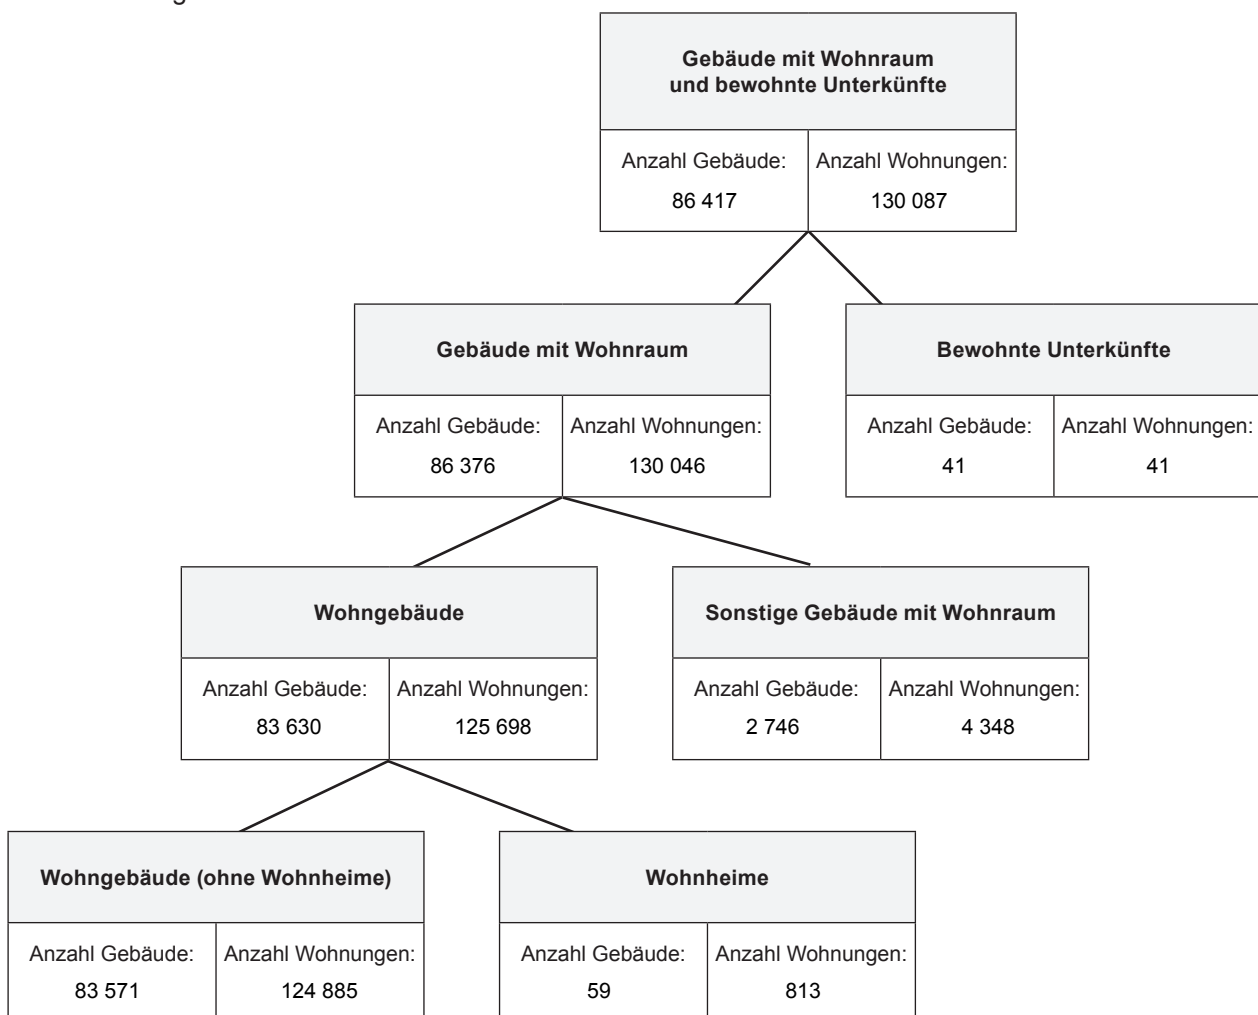 Gebäude mit Wohnraum
und bewohnte Unterkünfte
Anzahl Gebäude: Anzahl Wohnungen:
86 417 130 087
Gebäude mit Wohnraum Bewohnte Unterkünfte
Anzahl Gebäude: Anzahl Wohnungen: Anzahl Gebäude: Anzahl Wohnungen:
86 376 130 046 41 41
Wohngebäude Sonstige Gebäude mit Wohnraum
Anzahl Gebäude: Anzahl Wohnungen: Anzahl Gebäude: Anzahl Wohnungen:
83 630 125 698 2 746 4 348
Wohngebäude (ohne Wohnheime) Wohnheime
Anzahl Gebäude: Anzahl Wohnungen: Anzahl Gebäude: Anzahl Wohnungen:
83 571 124 885 59 813